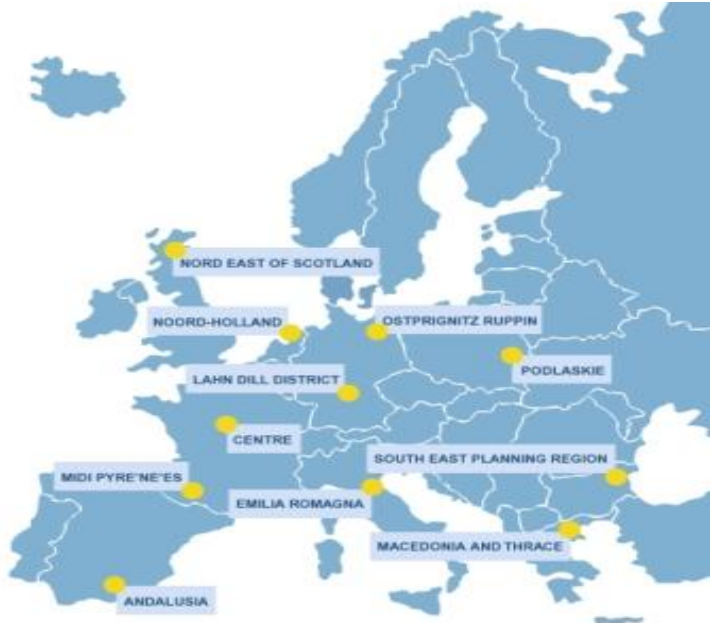 NORD EAST OF SCOTLAND
NOORD-HOLLAND
OSTPRIGNITZ RUPPIN
PODLASKIE
LAHN DILL DISTRICT
CENTRE
SOUTH EAST PLANNING REGION
MIDI PYRE'NE'ES
EMILIA ROMAGNA
MACEDONIA AND THRACE
ANDALUSIA